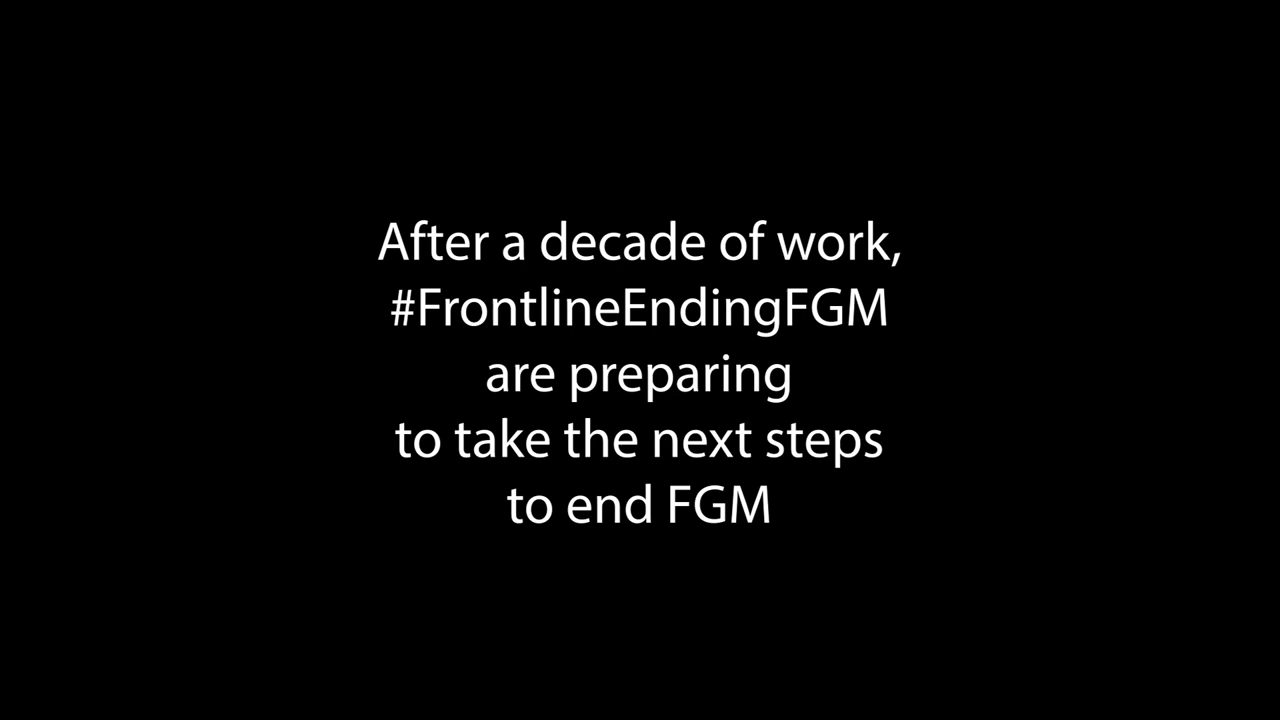 After a decade of work,
#FrontlineEndingFGM
are preparing
to take the next steps
to end FGM